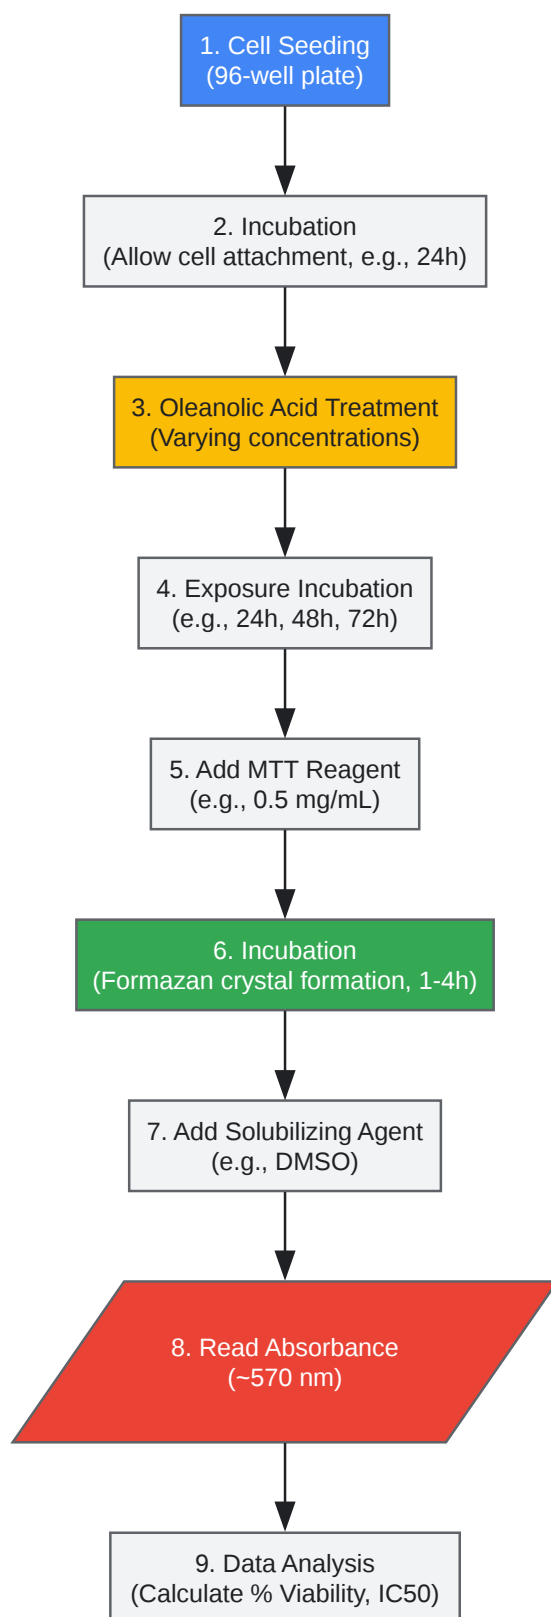 1. Cell Seeding
(96-well plate)
2. Incubation
(Allow cell attachment, e.g., 24h)
3. Oleanolic Acid Treatment
(Varying concentrations)
4. Exposure Incubation
(e.g., 24h, 48h, 72h)
5. Add MTT Reagent
(e.g., 0.5 mg/mL)
6. Incubation
(Formazan crystal formation, 1-4h)
7. Add Solubilizing Agent
(e.g., DMSO)
8. Read Absorbance
(~570 nm)
9. Data Analysis
(Calculate % Viability, IC50)